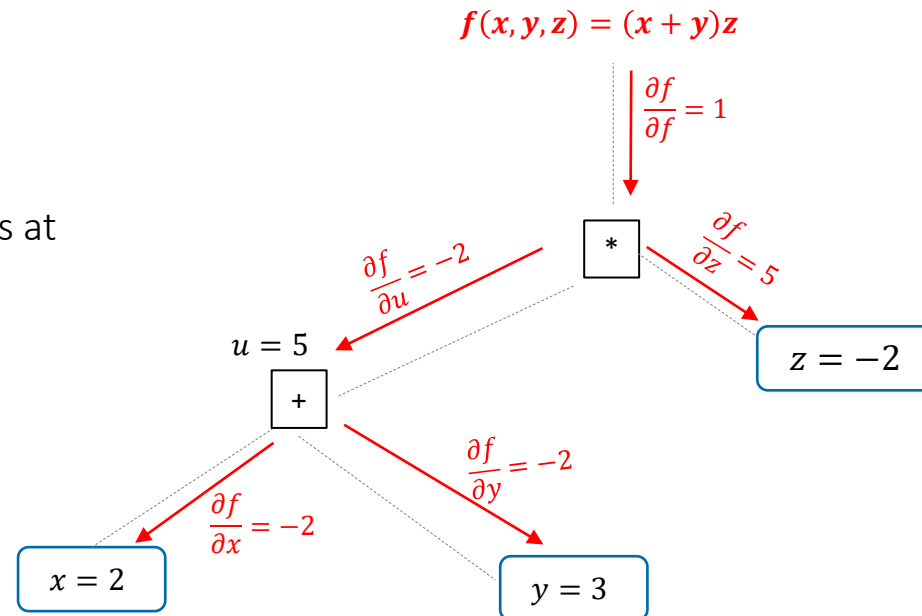 f(x, y, z) = (x + y)z
∂f/∂f = 1
s at
*
∂f/∂u = −2
∂f/∂z = 5
u = 5
z = −2
+
∂f/∂y = −2
∂f/∂x = −2
x = 2
y = 3